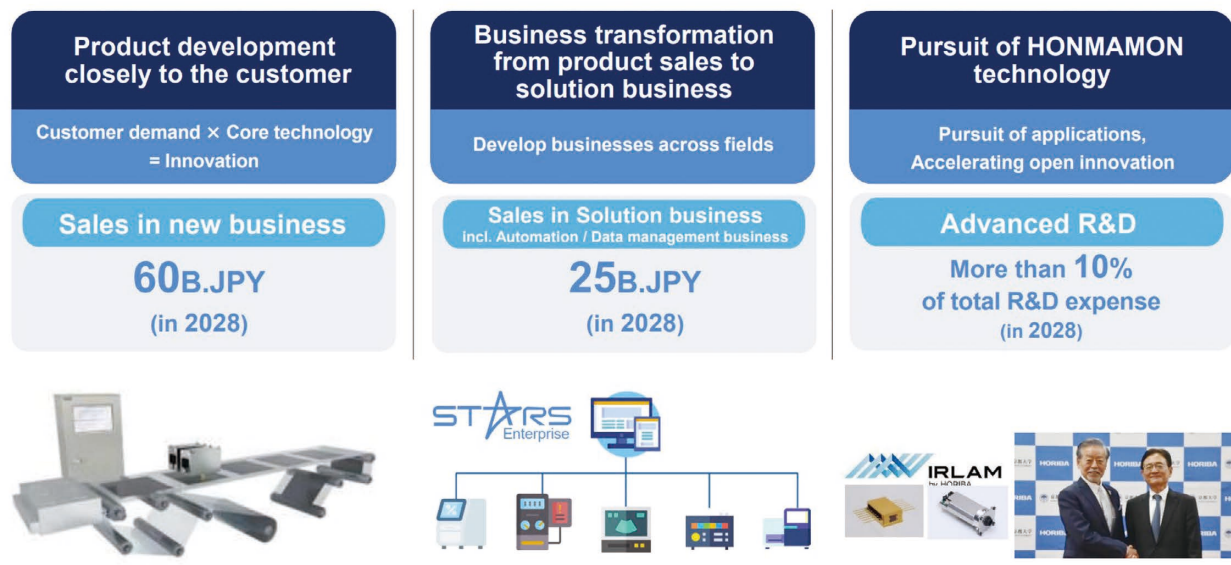 Product development
closely to the customer
Customer demand × Core technology
= Innovation
Sales in new business
60B.JPY
(in 2028)
Business transformation
from product sales to
solution business
Develop businesses across fields
Sales in Solution business
incl. Automation / Data management business
25B.JPY
(in 2028)
STARS
Enterprise
Pursuit of HONMAMON
technology
Pursuit of applications,
Accelerating open innovation
Advanced R&D
More than 10%
of total R&D expense
(in 2028)
IRLAM
by HORIBA
HORIBA
HORIBA
HORIBA
HORIBA